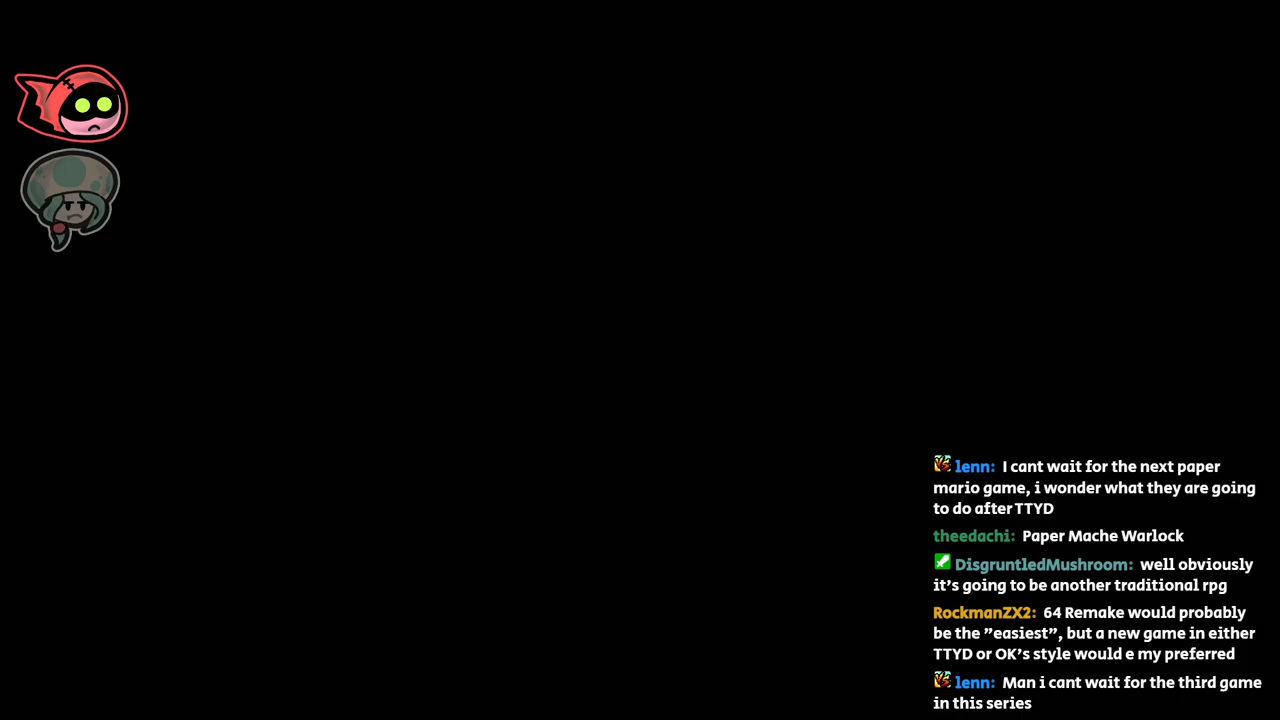 lenn: I cant wait for the next paper
mario game, i wonder what they are going
to do after TTYD
theedachi: Paper Mache Warlock
DisgruntledMushroom: well obviously
it's going to be another traditional rpg
RockmanZX2: 64 Remake would probably
be the "easiest", but a new game in either
TTYD or OK's style would e my preferred
lenn: Man i cant wait for the third game
in this series